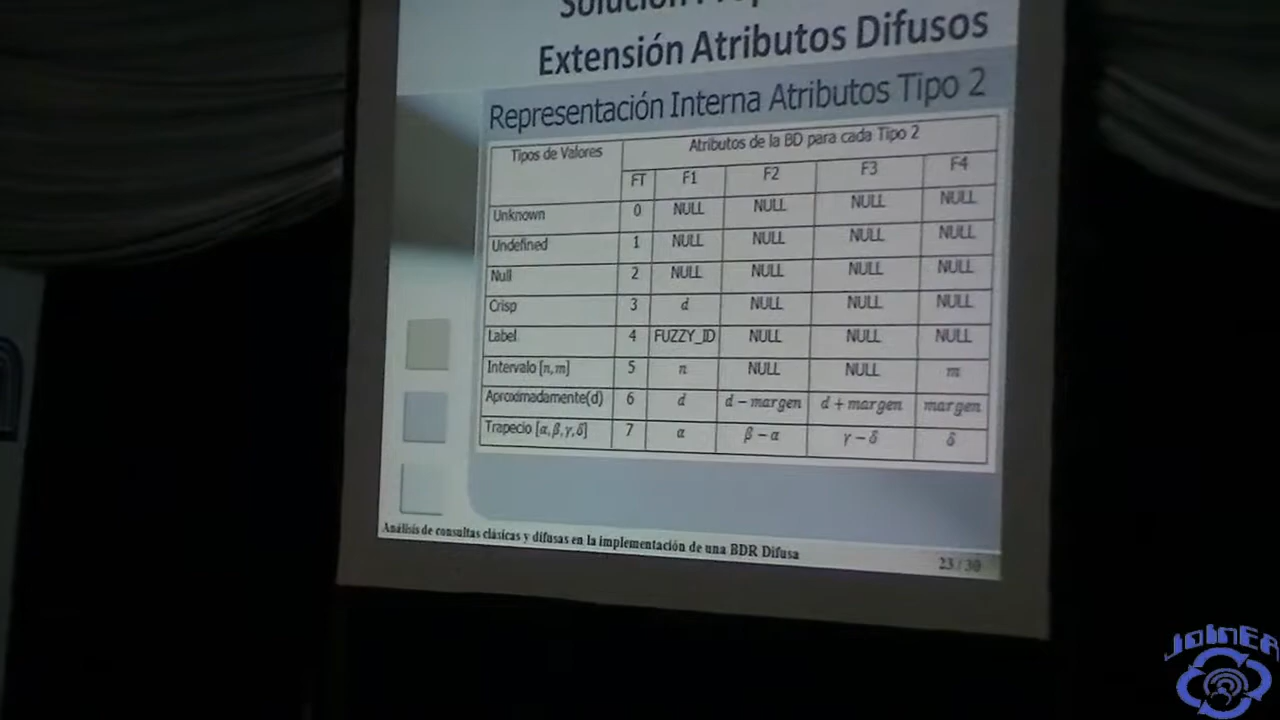 Solución
Extensión Atributos Difusos
Representación Interna Atributos Tipo 2
Tipos de Valores Atributos de la BD para cada Tipo 2
FT F1 F2 F3 F4
Unknown 0 NULL NULL NULL NULL
Undefined 1 NULL NULL NULL NULL
Null 2 NULL NULL NULL NULL
Crisp 3 d NULL NULL NULL
Label 4 FUZZY_ID NULL NULL NULL
Intervalo [n,m] 5 n NULL NULL m
Aproximadamente(d) 6 d d − margen d + margen margen
Trapecio [α,β,γ,δ] 7 α β − α γ − δ δ
Análisis de consultas clásicas y difusas en la implementación de una BDR Difusa
23 / 30
JoinEA